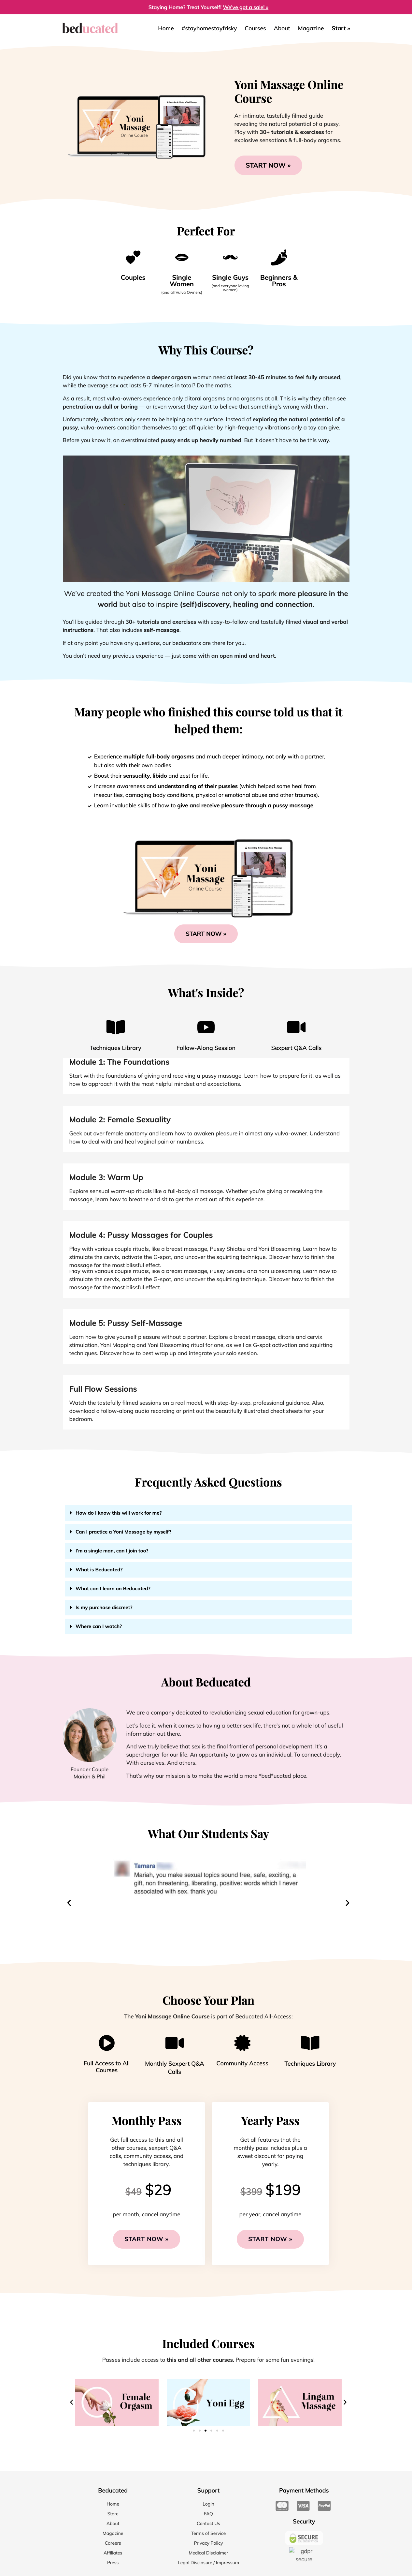 Staying Home? Treat Yourself! We've got a sale! »
beducated
Home #stayhomestayfrisky Courses About Magazine Start »
Yoni Massage Online
Course
An intimate, tastefully filmed guide
revealing the natural potential of a pussy.
Play with 30+ tutorials & exercises for
explosive sensations & full-body orgasms.
START NOW »
Yoni
Massage
Online Course
Perfect For
Couples
Single
Women
(and all Vulva Owners)
Single Guys
(and everyone loving
women)
Beginners &
Pros
Why This Course?
Did you know that to experience a deeper orgasm women need at least 30-45 minutes to feel fully aroused,
while the average sex act lasts 5-7 minutes in total? Do the maths.
As a result, most vulva-owners experience only clitoral orgasms or no orgasms at all. This is why they often see
penetration as dull or boring — or (even worse) they start to believe that something's wrong with them.
Unfortunately, vibrators only seem to be helping on the surface. Instead of exploring the natural potential of a
pussy, vulva-owners condition themselves to get off quicker by high-frequency vibrations only a toy can give.
Before you know it, an overstimulated pussy ends up heavily numbed. But it doesn't have to be this way.
We've created the Yoni Massage Online Course not only to spark more pleasure in the
world but also to inspire (self)discovery, healing and connection.
You'll be guided through 30+ tutorials and exercises with easy-to-follow and tastefully filmed visual and verbal
instructions. That also includes self-massage.
If at any point you have any questions, our beducators are there for you.
You don't need any previous experience — just come with an open mind and heart.
Many people who finished this course told us that it
helped them:
Experience multiple full-body orgasms and much deeper intimacy, not only with a partner,
but also with their own bodies
Boost their sensuality, libido and zest for life.
Increase awareness and understanding of their pussies (which helped some heal from
insecurities, damaging body conditions, physical or emotional abuse and other traumas).
Learn invaluable skills of how to give and receive pleasure through a pussy massage.
Yoni
Massage
Online Course
START NOW »
What's Inside?
Techniques Library
Follow-Along Session
Sexpert Q&A Calls
Module 1: The Foundations
Start with the foundations of giving and receiving a pussy massage. Learn how to prepare for it, as well as
how to approach it with the most helpful mindset and expectations.
Module 2: Female Sexuality
Geek out over female anatomy and learn how to awaken pleasure in almost any vulva-owner. Understand
how to deal with and heal vaginal pain or numbness.
Module 3: Warm Up
Explore sensual warm-up rituals like a full-body oil massage. Whether you're giving or receiving the
massage, learn how to breathe and sit to get the most out of this experience.
Module 4: Pussy Massages for Couples
Play with various couple rituals, like a breast massage, Pussy Shiatsu and Yoni Blossoming. Learn how to
stimulate the cervix, activate the G-spot, and uncover the squirting technique. Discover how to finish the
massage for the most blissful effect.
Play with various couple rituals, like a breast massage, Pussy Shiatsu and Yoni Blossoming. Learn how to
stimulate the cervix, activate the G-spot, and uncover the squirting technique. Discover how to finish the
massage for the most blissful effect.
Module 5: Pussy Self-Massage
Learn how to give yourself pleasure without a partner. Explore a breast massage, clitoris and cervix
stimulation, Yoni Mapping and Yoni Blossoming ritual for one, as well as G-spot activation and squirting
techniques. Discover how to best wrap up and integrate your solo session.
Full Flow Sessions
Watch the tastefully filmed sessions on a real model, with step-by-step, professional guidance. Also,
download a follow-along audio recording or print out the beautifully illustrated cheat sheets for your
bedroom.
Frequently Asked Questions
How do I know this will work for me?
Can I practice a Yoni Massage by myself?
I'm a single man, can I join too?
What is Beducated?
What can I learn on Beducated?
Is my purchase discreet?
Where can I watch?
About Beducated
Founder Couple
Mariah & Phil
We are a company dedicated to revolutionizing sexual education for grown-ups.
Let's face it, when it comes to having a better sex life, there's not a whole lot of useful
information out there.
And we truly believe that sex is the final frontier of personal development. It's a
supercharger for our life. An opportunity to grow as an individual. To connect deeply.
With ourselves. And others.
That's why our mission is to make the world a more *bed*ucated place.
What Our Students Say
Tamara
Mariah, you make sexual topics sound free, safe, exciting, a
gift, non threatening, liberating, positive: words which I never
associated with sex. thank you
Choose Your Plan
The Yoni Massage Online Course is part of Beducated All-Access:
Full Access to All
Courses
Monthly Sexpert Q&A
Calls
Community Access
Techniques Library
Monthly Pass
Get full access to this and all
other courses, sexpert Q&A
calls, community access, and
techniques library.
$49 $29
per month, cancel anytime
START NOW »
Yearly Pass
Get all features that the
monthly pass includes plus a
sweet discount for paying
yearly.
$399 $199
per year, cancel anytime
START NOW »
Included Courses
Passes include access to this and all other courses. Prepare for some fun evenings!
Female
Orgasm
Yoni Egg
Lingam
Massage
Beducated
Home
Store
About
Magazine
Careers
Affiliates
Press
Support
Login
FAQ
Contact Us
Terms of Service
Privacy Policy
Medical Disclaimer
Legal Disclosure / Impressum
Payment Methods
VISA
PayPal
Security
SECURE
gdpr
secure